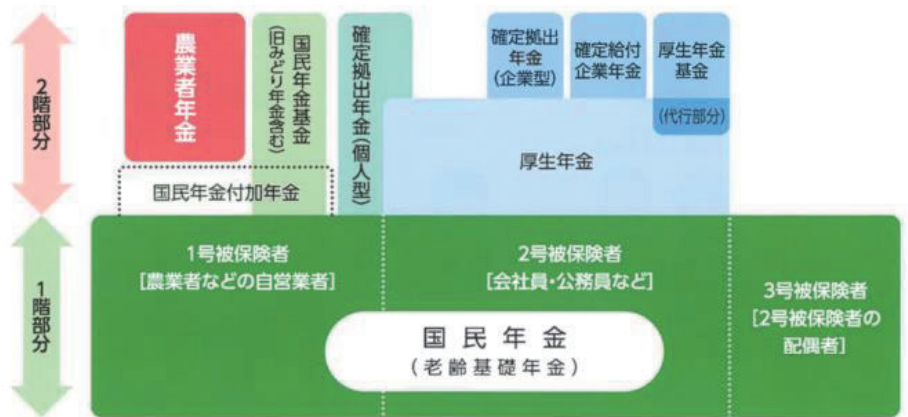 2階部分
農業者年金
国民年金基金
(旧みどり年金含む)
確定拠出年金(個人型)
確定拠出
年金
(企業型)
確定給付
企業年金
厚生年金
基金
(代行部分)
厚生年金
国民年金付加年金
1階部分
1号被保険者
[農業者などの自営業者]
2号被保険者
[会社員・公務員など]
3号被保険者
[2号被保険者の
配偶者]
国民年金
(老齢基礎年金)